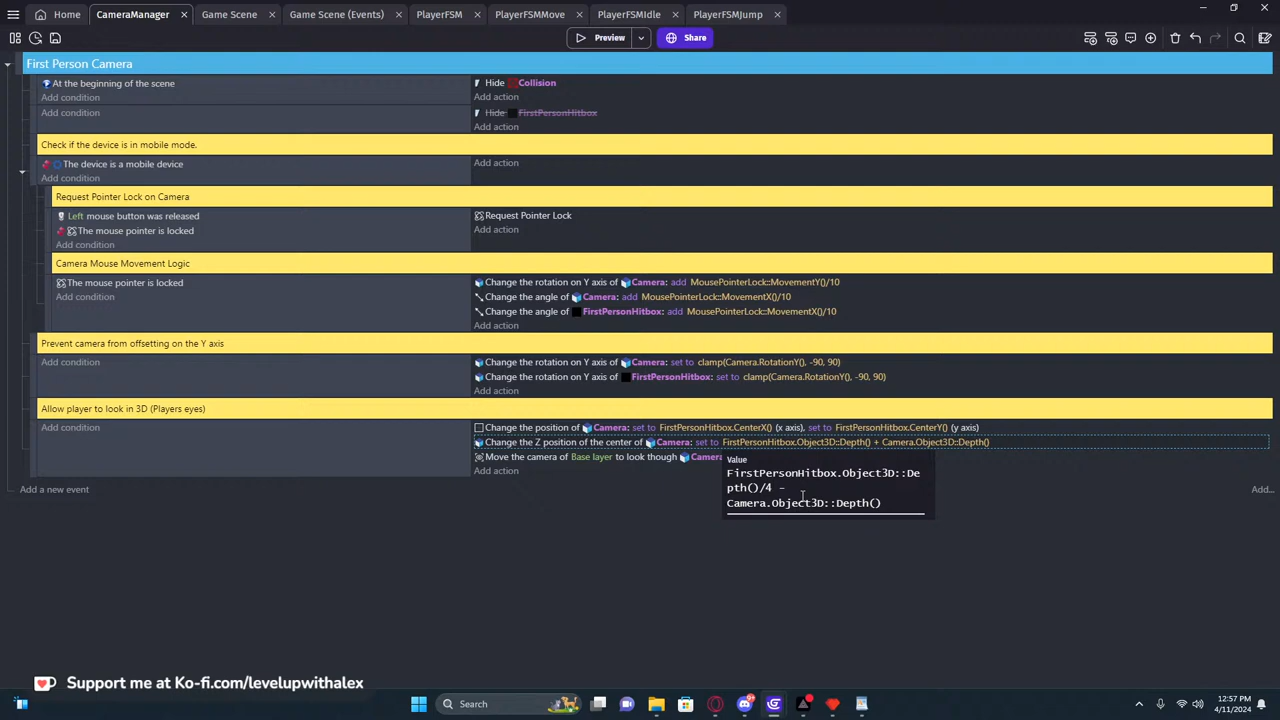 Home
CameraManager
Game Scene
Game Scene (Events)
PlayerFSM
PlayerFSMMove
PlayerFSMIdle
PlayerFSMJump
Preview
Share
First Person Camera
At the beginning of the scene
Add condition
Hide Collision
Add action
Add condition
Hide FirstPersonHitbox
Add action
Check if the device is in mobile mode.
The device is a mobile device
Add condition
Add action
Request Pointer Lock on Camera
Left mouse button was released
The mouse pointer is locked
Add condition
Request Pointer Lock
Add action
Camera Mouse Movement Logic
The mouse pointer is locked
Add condition
Change the rotation on Y axis of Camera: add MousePointerLock::MovementY()/10
Change the angle of Camera: add MousePointerLock::MovementX()/10
Change the angle of FirstPersonHitbox: add MousePointerLock::MovementX()/10
Add action
Prevent camera from offsetting on the Y axis
Add condition
Change the rotation on Y axis of Camera: set to clamp(Camera.RotationY(), -90, 90)
Change the rotation on Y axis of FirstPersonHitbox: set to clamp(Camera.RotationY(), -90, 90)
Add action
Allow player to look in 3D (Players eyes)
Add condition
Change the position of Camera: set to FirstPersonHitbox.CenterX() (x axis), set to FirstPersonHitbox.CenterY() (y axis)
Change the Z position of the center of Camera: set to FirstPersonHitbox.Object3D::Depth() + Camera.Object3D::Depth()
Move the camera of Base layer to look though Camera
Add action
Value
FirstPersonHitbox.Object3D::De
pth()/4 -
Camera.Object3D::Depth()
Add a new event
Add...
Support me at Ko-fi.com/levelupwithalex
Search
12:57 PM
4/11/2024